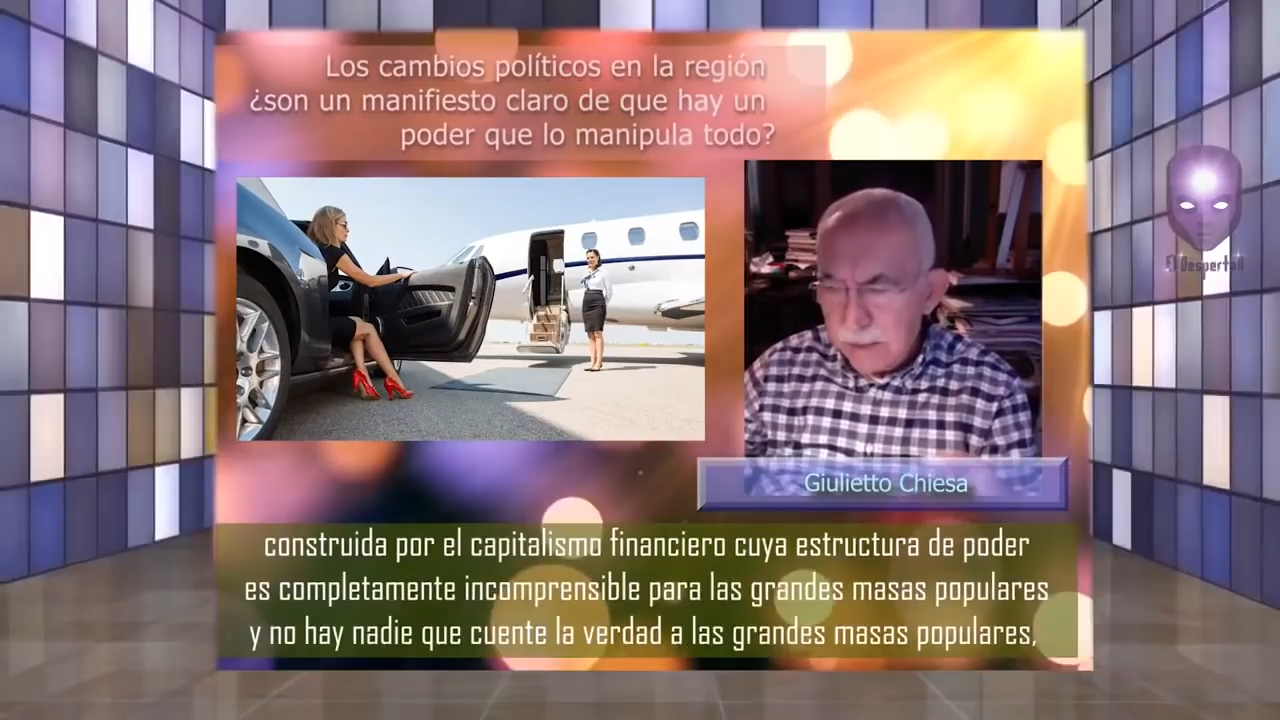 Los cambios políticos en la región
¿son un manifiesto claro de que hay un
poder que lo manipula todo?
El Despertar
Giulietto Chiesa
construida por el capitalismo financiero cuya estructura de poder
es completamente incomprensible para las grandes masas populares
y no hay nadie que cuente la verdad a las grandes masas populares,